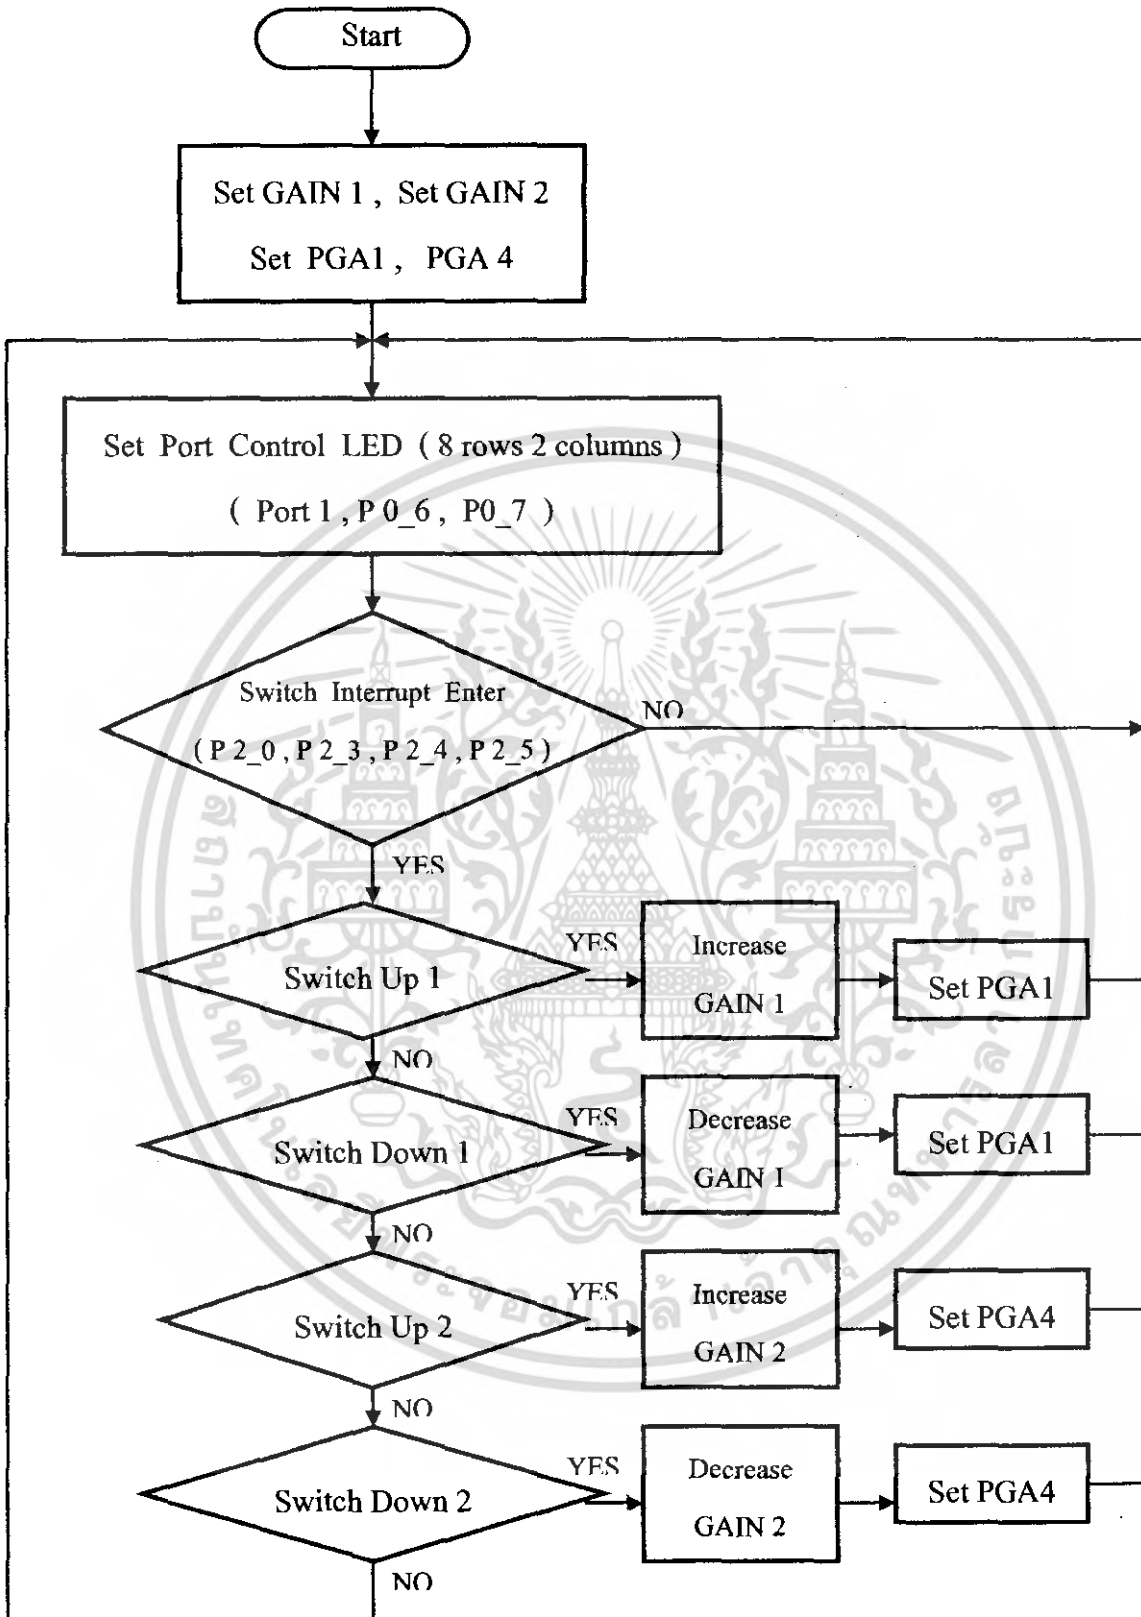 Start
Set GAIN 1 , Set GAIN 2
Set PGA1 , PGA 4
Set Port Control LED ( 8 rows 2 columns )
( Port 1 , P 0_6 , P0_7 )
Switch Interrupt Enter
( P 2_0 , P 2_3 , P 2_4 , P 2_5 )
NO
YES
Switch Up 1
YES
Increase
GAIN 1
Set PGA1
NO
Switch Down 1
YES
Decrease
GAIN 1
Set PGA1
NO
Switch Up 2
YES
Increase
GAIN 2
Set PGA4
NO
Switch Down 2
YES
Decrease
GAIN 2
Set PGA4
NO